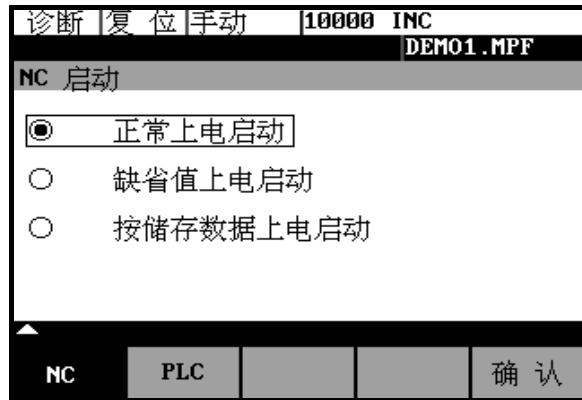 诊断 复 位 手动 10000 INC
DEMO1.MPF
NC 启动
正常上电启动
缺省值上电启动
按储存数据上电启动
NC PLC 确 认